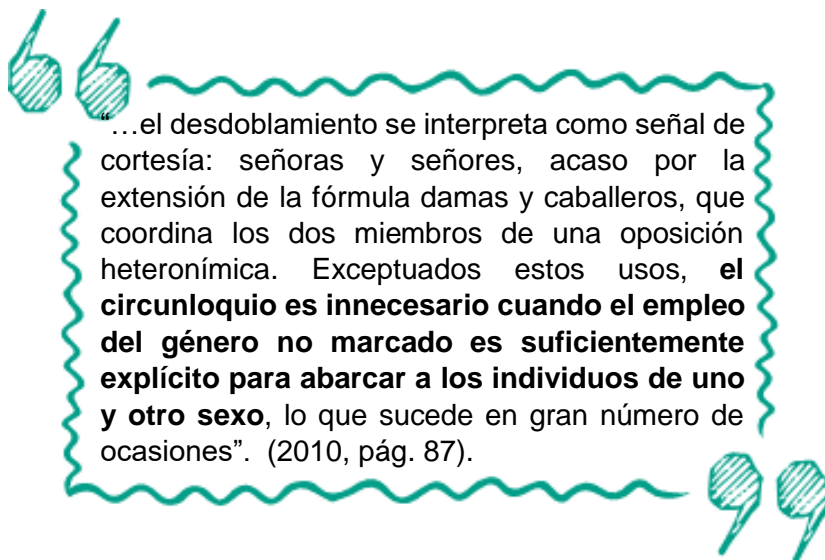 “…el desdoblamiento se interpreta como señal de
cortesía: señoras y señores, acaso por la
extensión de la fórmula damas y caballeros, que
coordina los dos miembros de una oposición
heteronímica. Exceptuados estos usos, el
circunloquio es innecesario cuando el empleo
del género no marcado es suficientemente
explícito para abarcar a los individuos de uno
y otro sexo, lo que sucede en gran número de
ocasiones”. (2010, pág. 87).